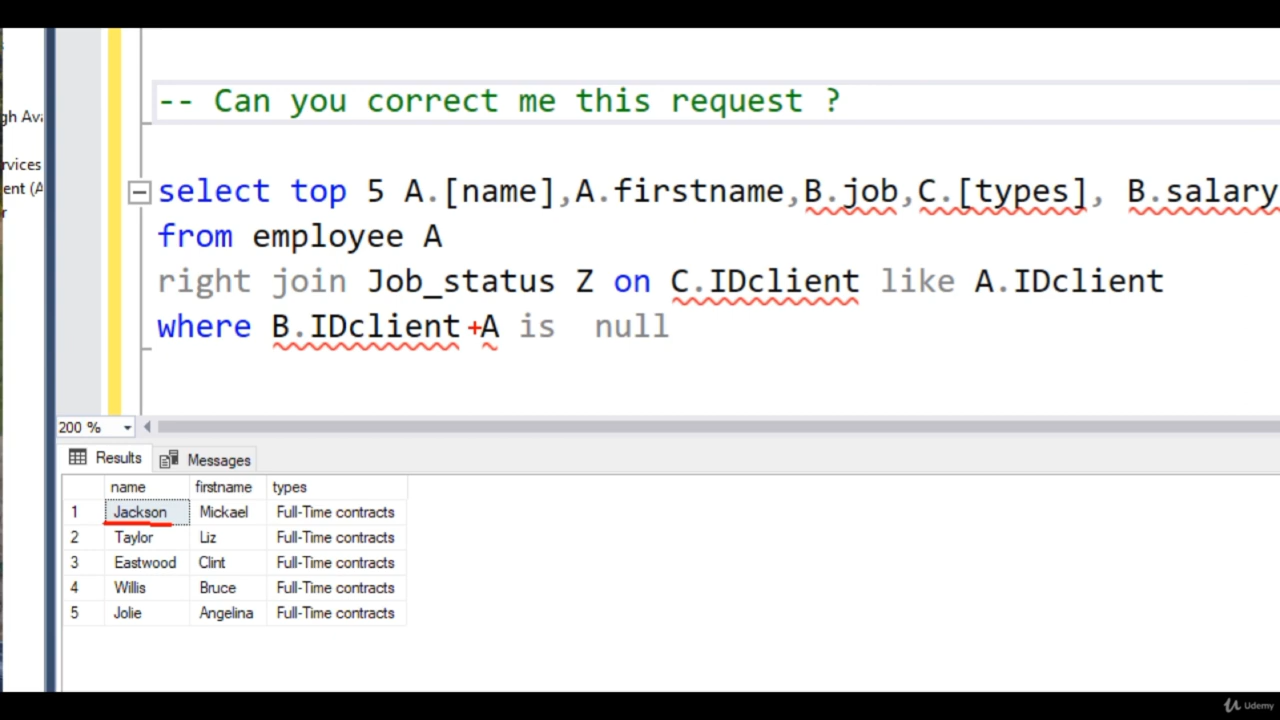 -- Can you correct me this request ?
gh Ava
rvices
ent (A
r
select top 5 A.[name],A.firstname,B.job,C.[types], B.salary
from employee A
right join Job_status Z on C.IDclient like A.IDclient
where B.IDclient +A is null
200 %
Results Messages
name firstname types
1 Jackson Mickael Full-Time contracts
2 Taylor Liz Full-Time contracts
3 Eastwood Clint Full-Time contracts
4 Willis Bruce Full-Time contracts
5 Jolie Angelina Full-Time contracts
Udemy